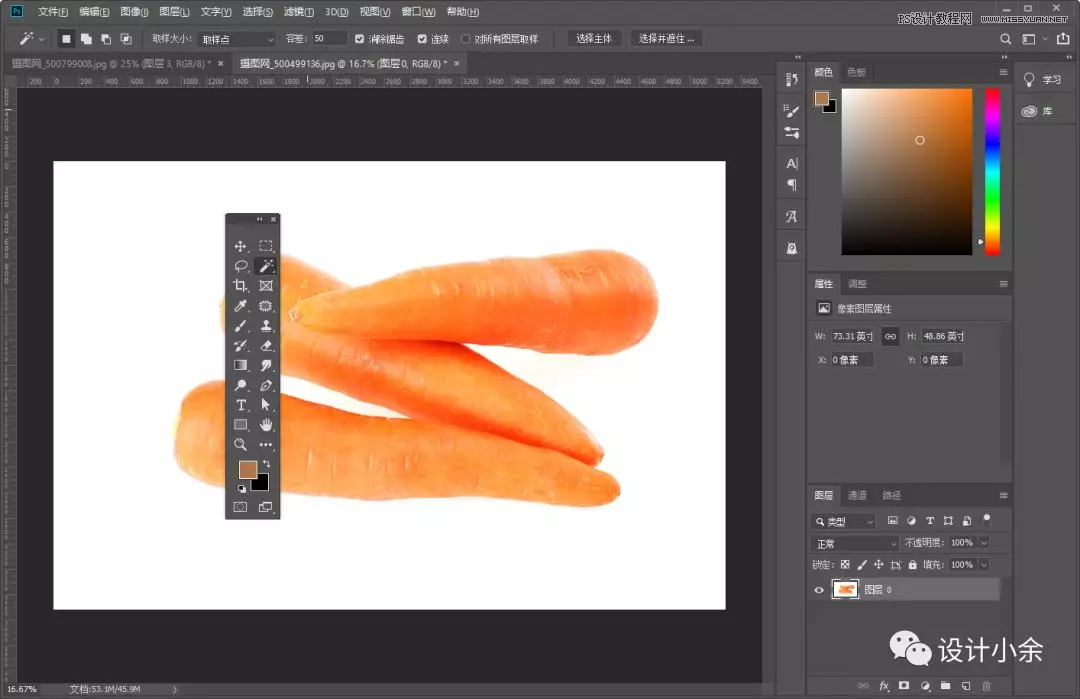 Ps
文件(F) 编辑(E) 图像(I) 图层(L) 文字(Y) 选择(S) 滤镜(T) 3D(D) 视图(V) 窗口(W) 帮助(H)
PS设计教程网 WWW.MISSYUAN.NET
取样大小: 取样点 容差: 50 消除锯齿 连续 对所有图层取样 选择主体 选择并遮住 ...
摄图网_500799008.jpg @ 25% (图层 3, RGB/8) * ×
摄图网_500499136.jpg @ 16.7% (图层 0, RGB/8) * ×
200 0 200 400 600 800 1000 1200 1400 1600 1800 2000 2200 2400 2600 2800 3000 3200 3400 3600 3800 4000 4200 4400 4600 4800 5000 5200 5400
颜色 色板
学习
库
属性 调整
像素图层属性
W: 73.31 英寸 H: 48.86 英寸
X: 0 像素 Y: 0 像素
图层 通道 路径
类型
正常 不透明度: 100%
锁定: 填充: 100%
图层 0
设计小余
16.67% 文档:53.1M/45.9M